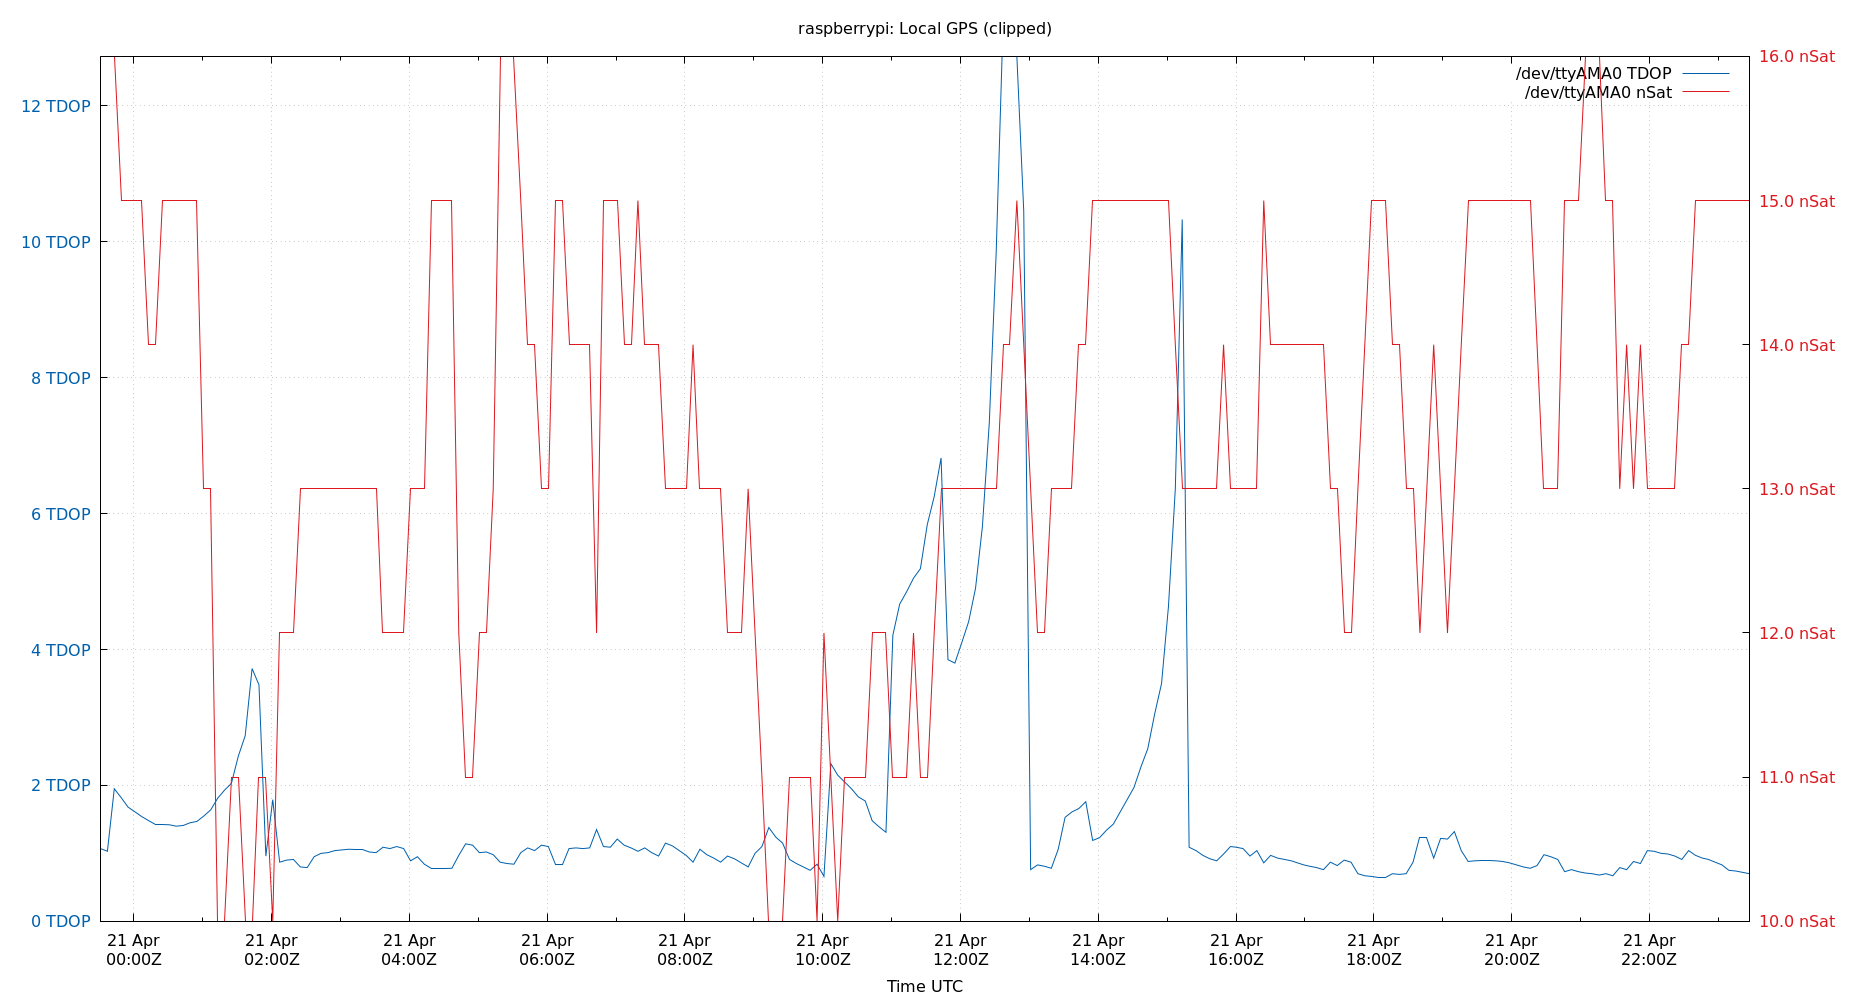 raspberrypi: Local GPS (clipped)
/dev/ttyAMA0 TDOP
/dev/ttyAMA0 nSat
12 TDOP
10 TDOP
8 TDOP
6 TDOP
4 TDOP
2 TDOP
0 TDOP
16.0 nSat
15.0 nSat
14.0 nSat
13.0 nSat
12.0 nSat
11.0 nSat
10.0 nSat
21 Apr 21 Apr 21 Apr 21 Apr 21 Apr 21 Apr 21 Apr 21 Apr 21 Apr 21 Apr 21 Apr 21 Apr
00:00Z 02:00Z 04:00Z 06:00Z 08:00Z 10:00Z 12:00Z 14:00Z 16:00Z 18:00Z 20:00Z 22:00Z
Time UTC